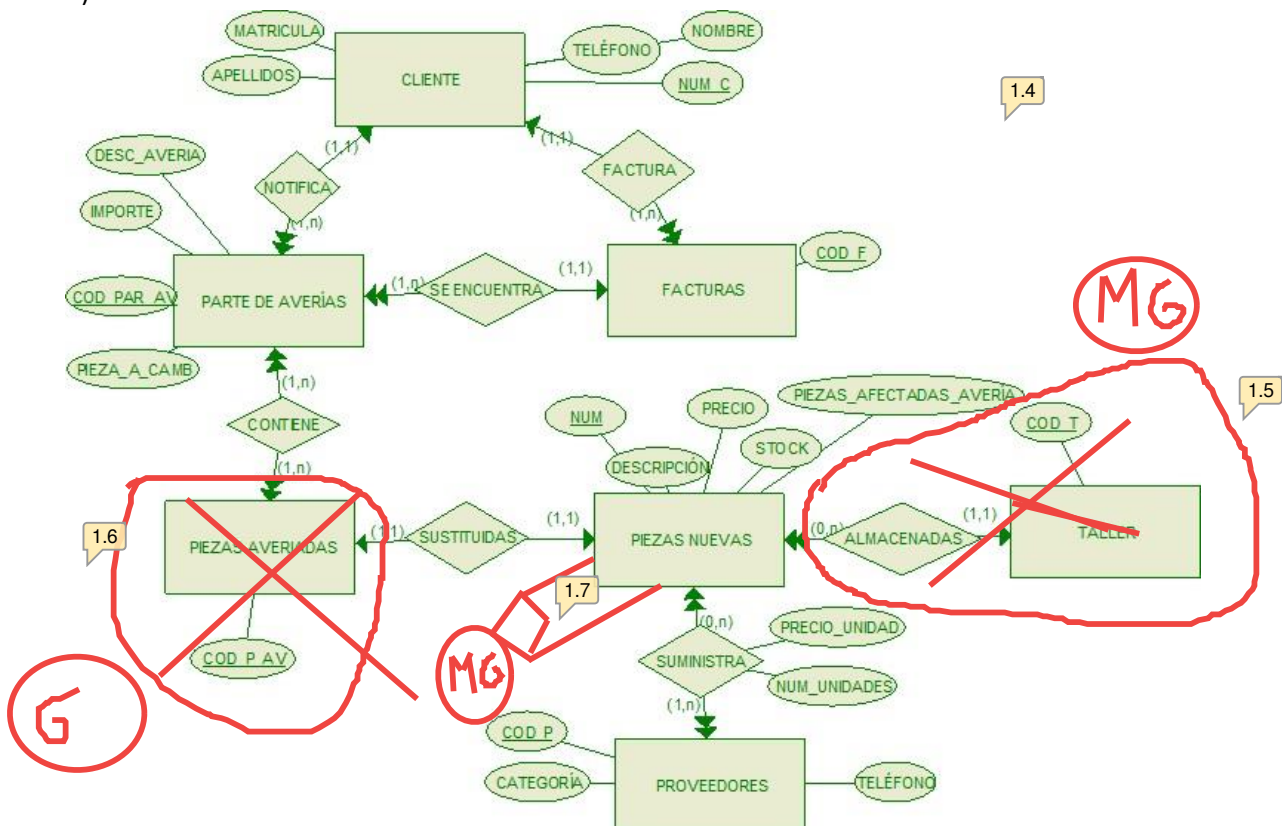 MATRICULA
NOMBRE
TELÉFONO
APELLIDOS
CLIENTE
NUM_C
1.4
(1,1)
(1,1)
DESC_AVERIA
FACTURA
NOTIFICA
IMPORTE
(1,n)
(1,n)
COD_F
(1,n)
SE ENCUENTRA
(1,1)
COD_PAR_AV
PARTE DE AVERÍAS
FACTURAS
MG
PIEZA_A_CAMB
(1,n)
PIEZAS_AFECTADAS_AVERÍA
1.5
CONTIENE
NUM
PRECIO
COD_T
STOCK
(1,n)
DESCRIPCIÓN
1.6
PIEZAS AVERIADAS
(1,1)
SUSTITUIDAS
(1,1)
PIEZAS NUEVAS
(0,n)
ALMACENADAS
(1,1)
TALLER
1.7
COD_P_AV
MG
(0,n)
PRECIO_UNIDAD
SUMINISTRA
NUM_UNIDADES
G
(1,n)
COD_P
CATEGORÍA
PROVEEDORES
TELÉFONO